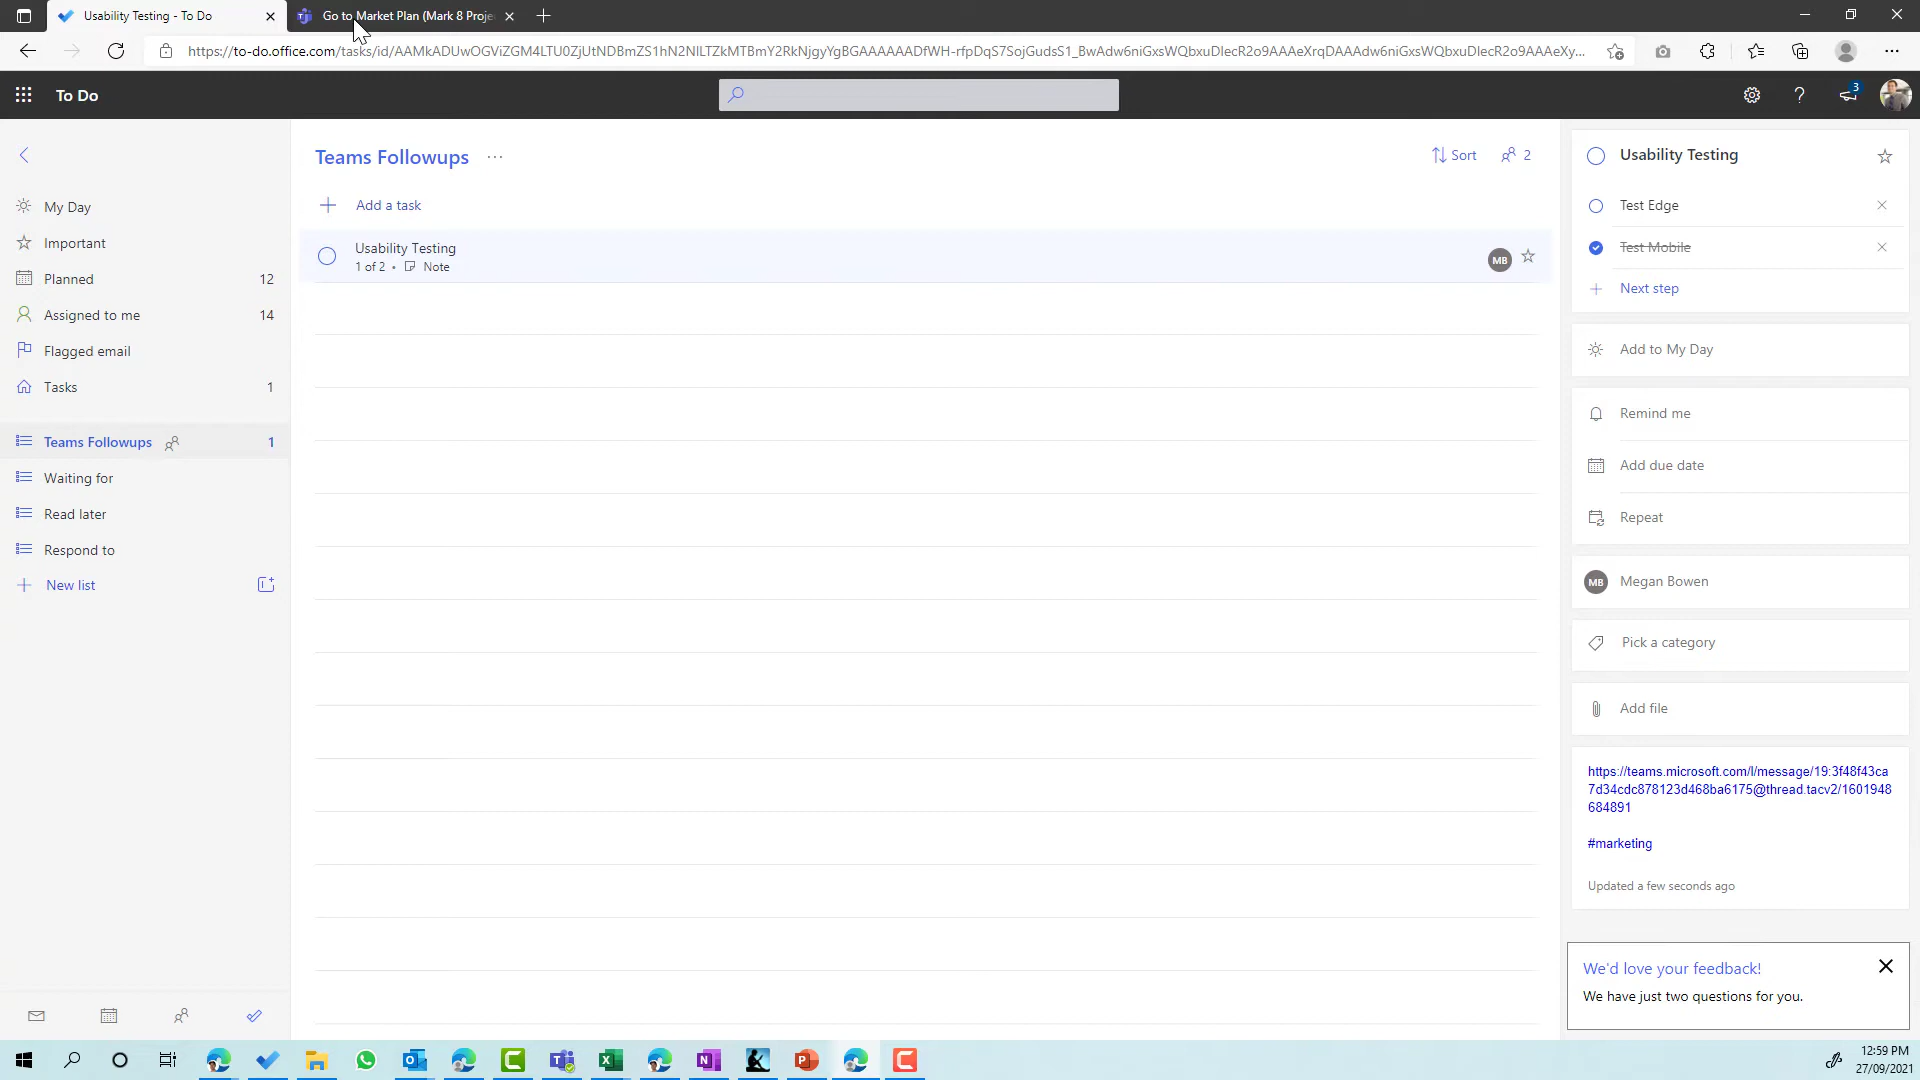 Usability Testing - To Do
Go to Market Plan (Mark 8 Proje
https://to-do.office.com/tasks/id/
To Do
3
Teams Followups
Sort
2
Add a task
Usability Testing
1 of 2 • Note
MB
My Day
Important
Planned 12
Assigned to me 14
Flagged email
Tasks 1
Teams Followups 1
Waiting for
Read later
Respond to
New list
Usability Testing
Test Edge
Test Mobile
Next step
Add to My Day
Remind me
Add due date
Repeat
MB Megan Bowen
Pick a category
Add file
https://teams.microsoft.com/l/message/19:3f48f43ca
7d34cdc878123d468ba6175@thread.tacv2/1601948
684891
#marketing
Updated a few seconds ago
We'd love your feedback!
We have just two questions for you.
12:59 PM
27/09/2021